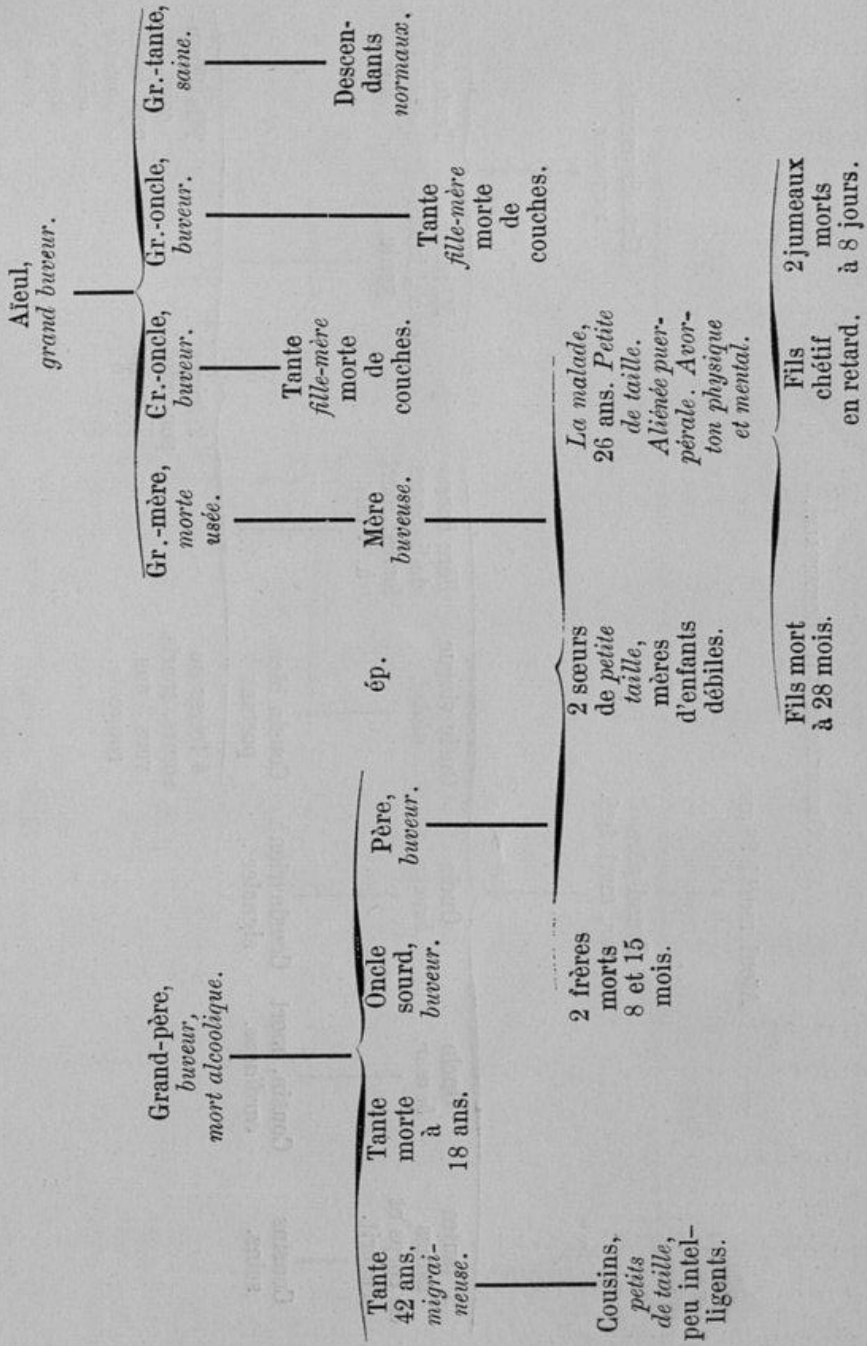 Aïeul,
grand buveur.
Gr.-mère,
morte
usée.
Cr.-oncle,
buveur.
Gr.-oncle,
buveur.
Gr.-tante,
saine.
Grand-père,
buveur,
mort alcoolique.
Tante
fille-mère
morte
de
couches.
Tante
fille-mère
morte
de
couches.
Descen-
dants
normaux.
Tante
42 ans,
migrai-
neuse.
Tante
morte
à
18 ans.
Oncle
sourd,
buveur.
Père,
buveur.
ép.
Mère
buveuse.
Cousins,
petits
de taille,
peu intel-
ligents.
2 frères
morts
8 et 15
mois.
2 sœurs
de petite
taille,
mères
d'enfants
débiles.
La malade,
26 ans. Petite
de taille.
Aliénée puer-
pérale. Avor-
ton physique
et mental.
Fils mort
à 28 mois.
Fils
chétif
en retard.
2 jumeaux
morts
à 8 jours.